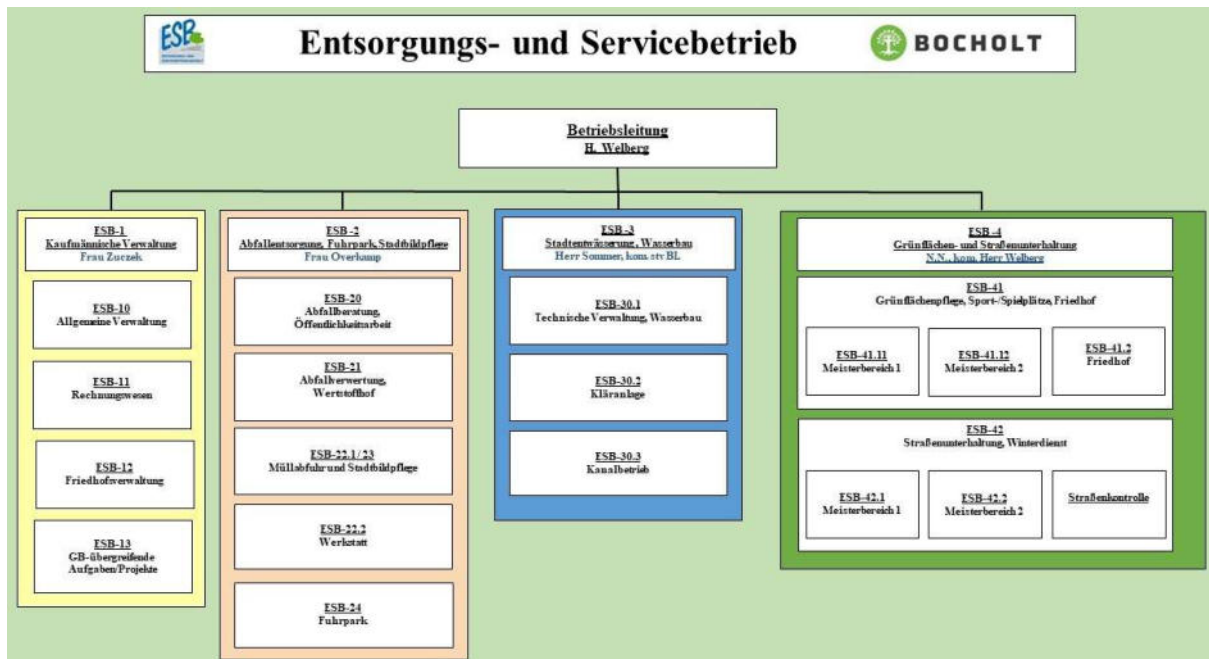 ESB
Entsorgungs- und Servicebetrieb
BOCHOLT
Betriebsleitung
H. Welberg
ESB-1
Kaufmännische Verwaltung
Frau Zuczek
ESB-10
Allgemeine Verwaltung
ESB-11
Rechnungswesen
ESB-12
Friedhofsverwaltung
ESB-13
GB-übergreifende
Aufgaben/Projekte
ESB-2
Abfallentsorgung, Fuhrpark, Stadtbildpflege
Frau Overkamp
ESB-20
Abfallberatung,
Öffentlichkeitsarbeit
ESB-21
Abfallverwertung,
Wertstoffhof
ESB-22.1/23
Müllabfuhr und Stadtbildpflege
ESB-22.2
Werkstatt
ESB-24
Fuhrpark
ESB-3
Stadtentwässerung, Wasserbau
Herr Sommer, kom. stv BL
ESB-30.1
Technische Verwaltung, Wasserbau
ESB-30.2
Kläranlage
ESB-30.3
Kanalbetrieb
ESB-4
Grünflächen- und Straßenunterhaltung
N.N., kom. Herr Welberg
ESB-41
Grünflächenpflege, Sport-/Spielplätze, Friedhof
ESB-41.11
Meisterbereich 1
ESB-41.12
Meisterbereich 2
ESB-41.2
Friedhof
ESB-42
Straßenunterhaltung, Winterdienst
ESB-42.1
Meisterbereich 1
ESB-42.2
Meisterbereich 2
Straßenkontrolle